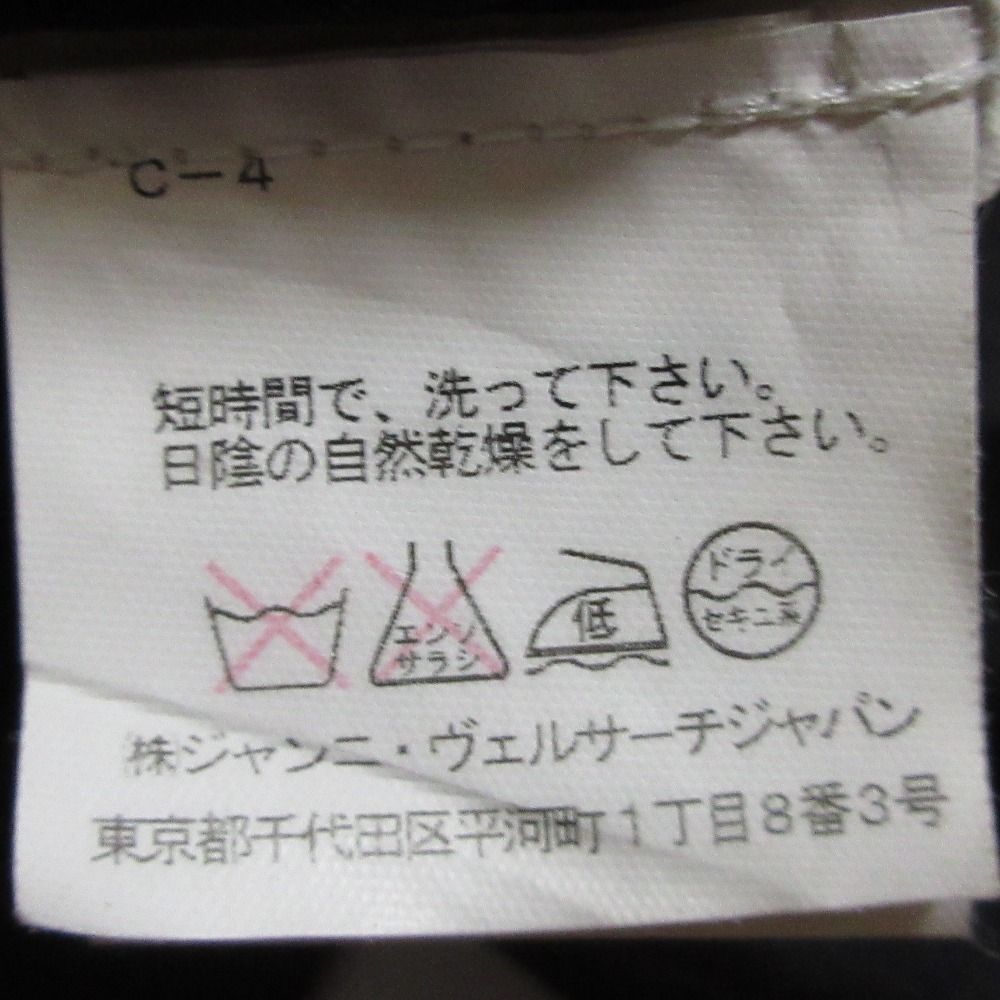 C-4
短時間で、洗って下さい。
日陰の自然乾燥をして下さい。
エンソ
サラシ
低
ドライ
セキユ系
株ジャンニ・ヴェルサーチジャパン
東京都千代田区平河町1丁目8番3号